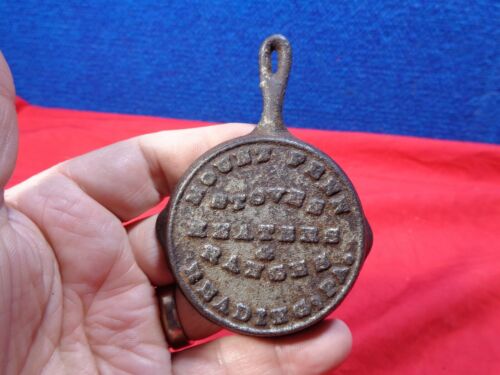 MOUNT PENN
STOVES
HEATERS
&
RANGES
READING, PA.